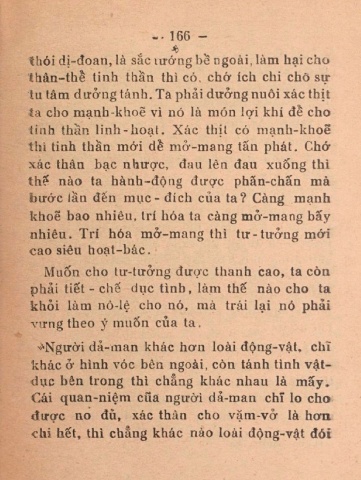 - 166 -
thói dị-đoan, là sắc tướng bề ngoài, làm hại cho
thân-thể tinh thần thì có, chớ ích chi chõ sự
tu tâm dưỡng tánh. Ta phải dưỡng nuôi xác thịt
ta cho mạnh-khoẽ vì nó là món lợi khí đề cho
tinh thần linh-hoạt. Xác thịt có mạnh-khoẽ
thì tinh thần mới dể mở-mang tấn phát. Chớ
xác thân bạc nhược, đau lên đau xuống thì
thế nào ta hành-động được phấn-chấn mà
bước lần đến mục-đích của ta? Càng mạnh
khoẽ bao nhiêu, trí hóa ta càng mở-mang bấy
nhiêu. Trí hóa mở-mang thì tư-tưởng mới
cao siêu hoạt-bác.
Muốn cho tư-tưởng được thanh cao, ta còn
phải tiết-chế dục tình, làm thế nào cho ta
khỏi làm nô-lệ cho nó, mà trái lại nó phải
vưng theo ý muốn của ta.
Người dả-man khác hơn loài động-vật, chỉ
khác ở hình vóc bên ngoài, còn tánh tình vật-
dục bên trong thì chẳng khác nhau là mấy.
Cái quan-niệm của người dả-man chỉ lo cho
được no đủ, xác thân cho vặm-vở là hơn
chi hết, thì chẳng khác nào loài động-vật đói